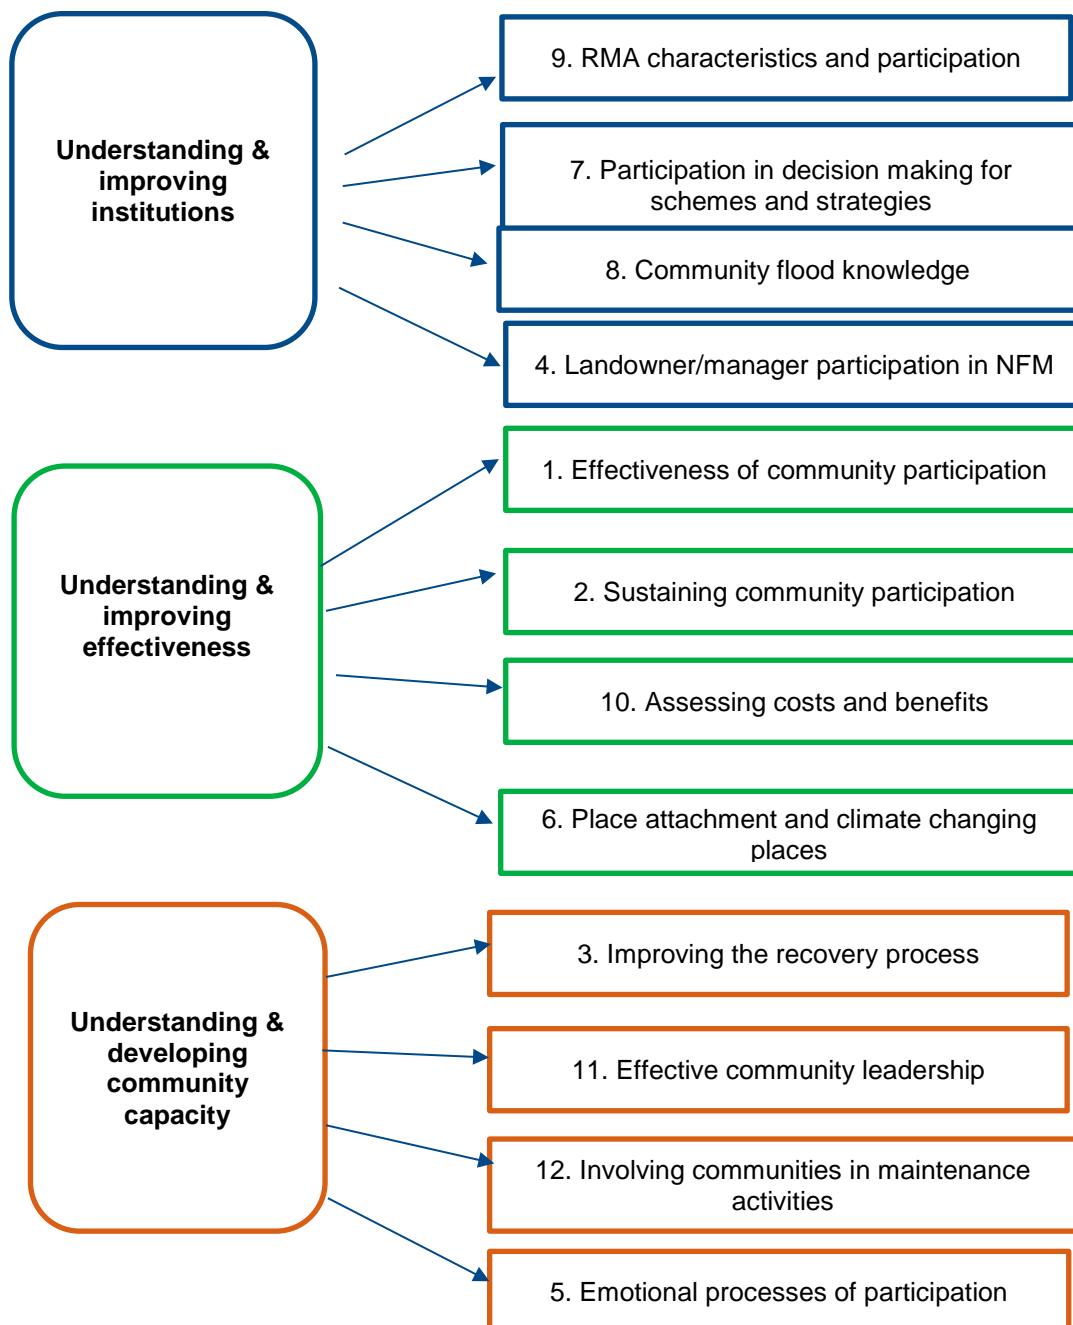 Understanding &
improving
institutions
9. RMA characteristics and participation
7. Participation in decision making for
schemes and strategies
8. Community flood knowledge
4. Landowner/manager participation in NFM
Understanding &
improving
effectiveness
1. Effectiveness of community participation
2. Sustaining community participation
10. Assessing costs and benefits
6. Place attachment and climate changing
places
Understanding &
developing
community
capacity
3. Improving the recovery process
11. Effective community leadership
12. Involving communities in maintenance
activities
5. Emotional processes of participation